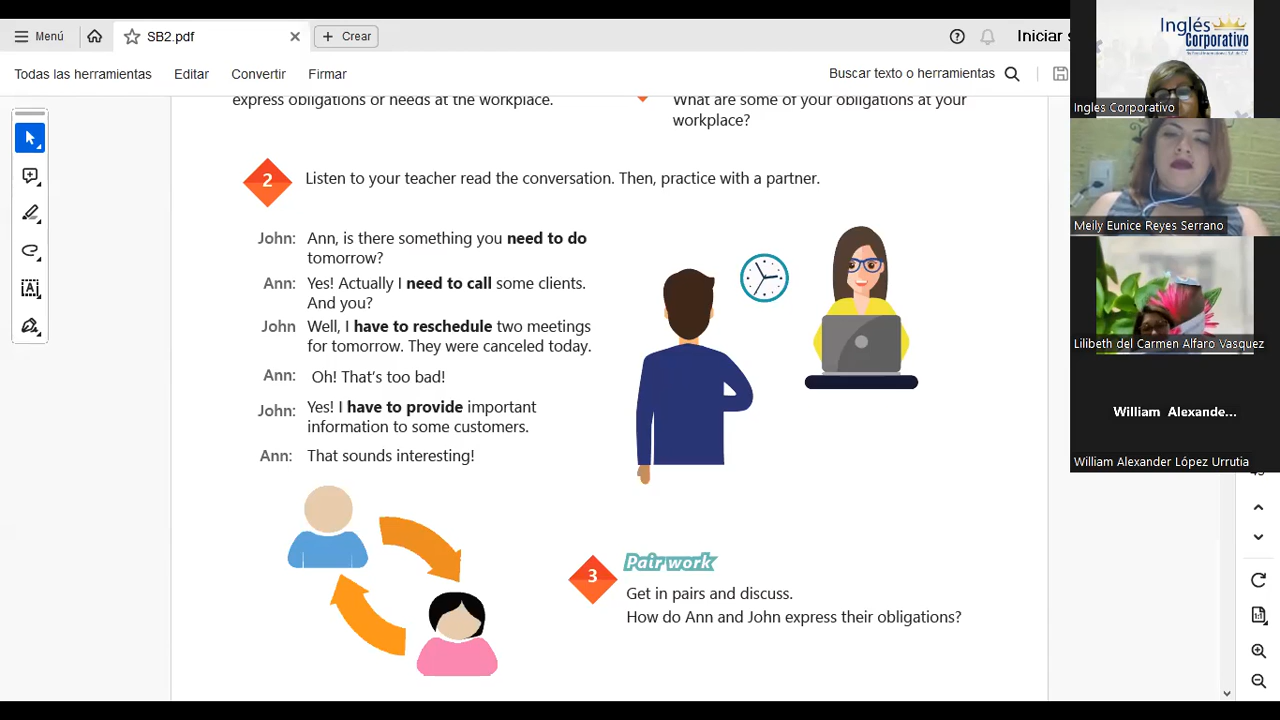 Menú
SB2.pdf
Crear
Iniciar s
Todas las herramientas
Editar
Convertir
Firmar
Buscar texto o herramientas
express obligations or needs at the workplace.
What are some of your obligations at your
workplace?
2
Listen to your teacher read the conversation. Then, practice with a partner.
John: Ann, is there something you need to do
tomorrow?
Ann: Yes! Actually I need to call some clients.
And you?
John Well, I have to reschedule two meetings
for tomorrow. They were canceled today.
Ann: Oh! That's too bad!
John: Yes! I have to provide important
information to some customers.
Ann: That sounds interesting!
3
Pair work
Get in pairs and discuss.
How do Ann and John express their obligations?
Inglés
Corporativo
Ingles Corporativo
Meily Eunice Reyes Serrano
Lilibeth del Carmen Alfaro Vasquez
William Alexande...
William Alexander López Urrutia